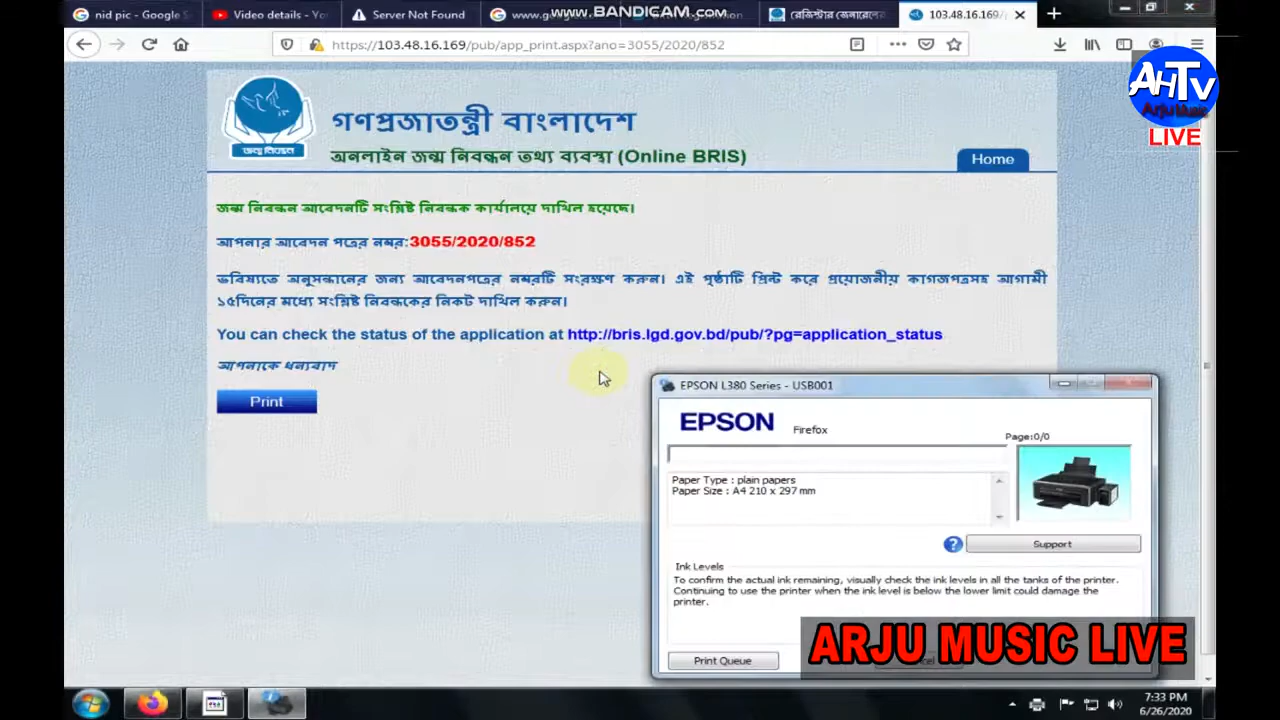 nid pic - Google S
Video details - Yo
Server Not Found
www.go
www.BANDICAM.com
রেজিস্টার জেনারেলে
103.48.16.169/
https://103.48.16.169/pub/app_print.aspx?ano=3055/2020/852
AHTV
Arju Music
LIVE
জন্ম নিবন্ধন
গণপ্রজাতন্ত্রী বাংলাদেশ
অনলাইন জন্ম নিবন্ধন তথ্য ব্যবস্থা (Online BRIS)
Home
জন্ম নিবন্ধন আবেদনটি সংশ্লিষ্ট নিবন্ধক কার্যালয়ে দাখিল হয়েছে।
আপনার আবেদন পত্রের নম্বর:3055/2020/852
ভবিষ্যতে অনুসন্ধানের জন্য আবেদনপত্রের নম্বরটি সংরক্ষণ করুন। এই পৃষ্ঠাটি প্রিন্ট করে প্রয়োজনীয় কাগজপত্রসহ আগামী
১৫দিনের মধ্যে সংশ্লিষ্ট নিবন্ধকের নিকট দাখিল করুন।
You can check the status of the application at http://bris.lgd.gov.bd/pub/?pg=application_status
আপনাকে ধন্যবাদ
Print
EPSON L380 Series - USB001
EPSON
Firefox
Page:0/0
Paper Type : plain papers
Paper Size : A4 210 x 297 mm
Support
Ink Levels
To confirm the actual ink remaining, visually check the ink levels in all the tanks of the printer.
Continuing to use the printer when the ink level is below the lower limit could damage the
printer.
Print Queue
ARJU MUSIC LIVE
7:33 PM
6/26/2020